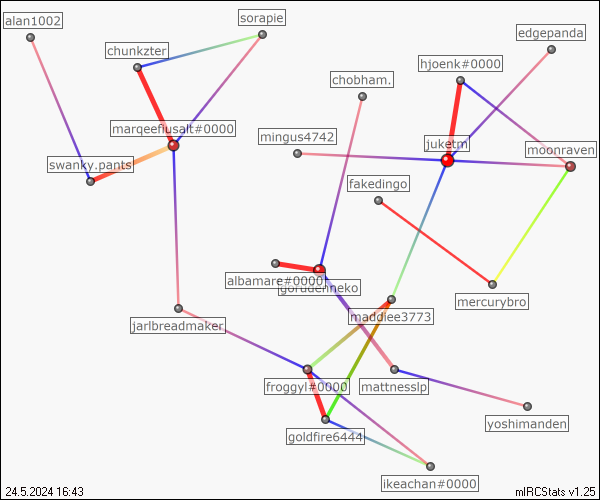 alan1002
sorapie
chunkzter
edgepanda
hjoenk#0000
chobham.
marqeefiusalt#0000
mingus4742
juketm
moonraven
swanky.pants
fakedingo
albamare#0000
gorudenneko
mercurybro
maddiee3773
jarlbreadmaker
froggyl#0000
mattnesslp
yoshimanden
goldfire6444
ikeachan#0000
24.5.2024 16:43
mIRCStats v1.25